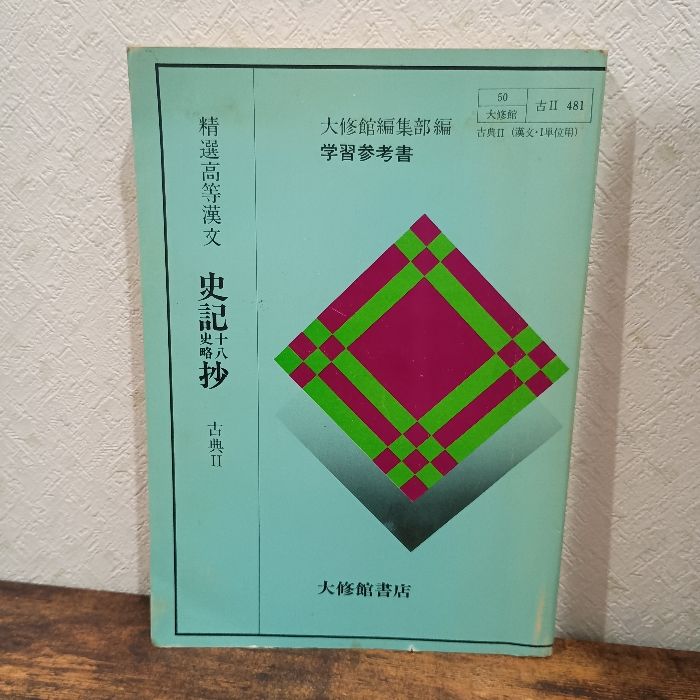 50
大修館
古Ⅱ 481
古典Ⅱ（漢文・1単位用）
大修館編集部編
学習参考書
精選高等漢文
史記十八史略抄
古典Ⅱ
大修館書店